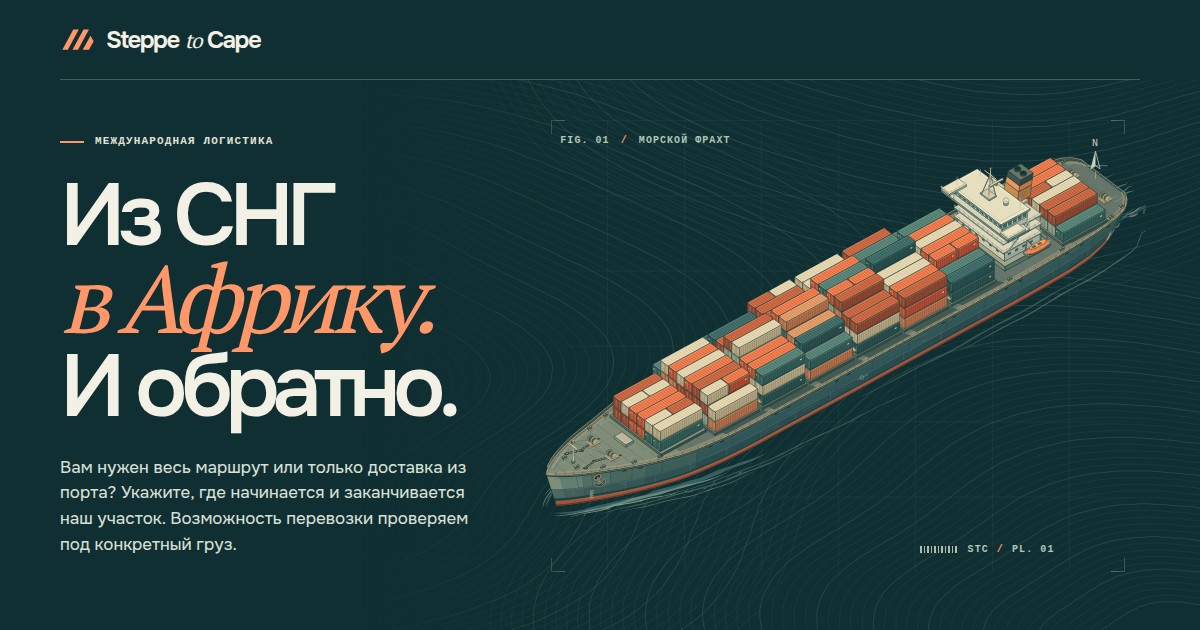 Steppe to Cape
МЕЖДУНАРОДНАЯ ЛОГИСТИКА
FIG. 01 / МОРСКОЙ ФРАХТ
N
Из СНГ
в Африку.
И обратно.
Вам нужен весь маршрут или только доставка из
порта? Укажите, где начинается и заканчивается
наш участок. Возможность перевозки проверяем
под конкретный груз.
STC / PL. 01